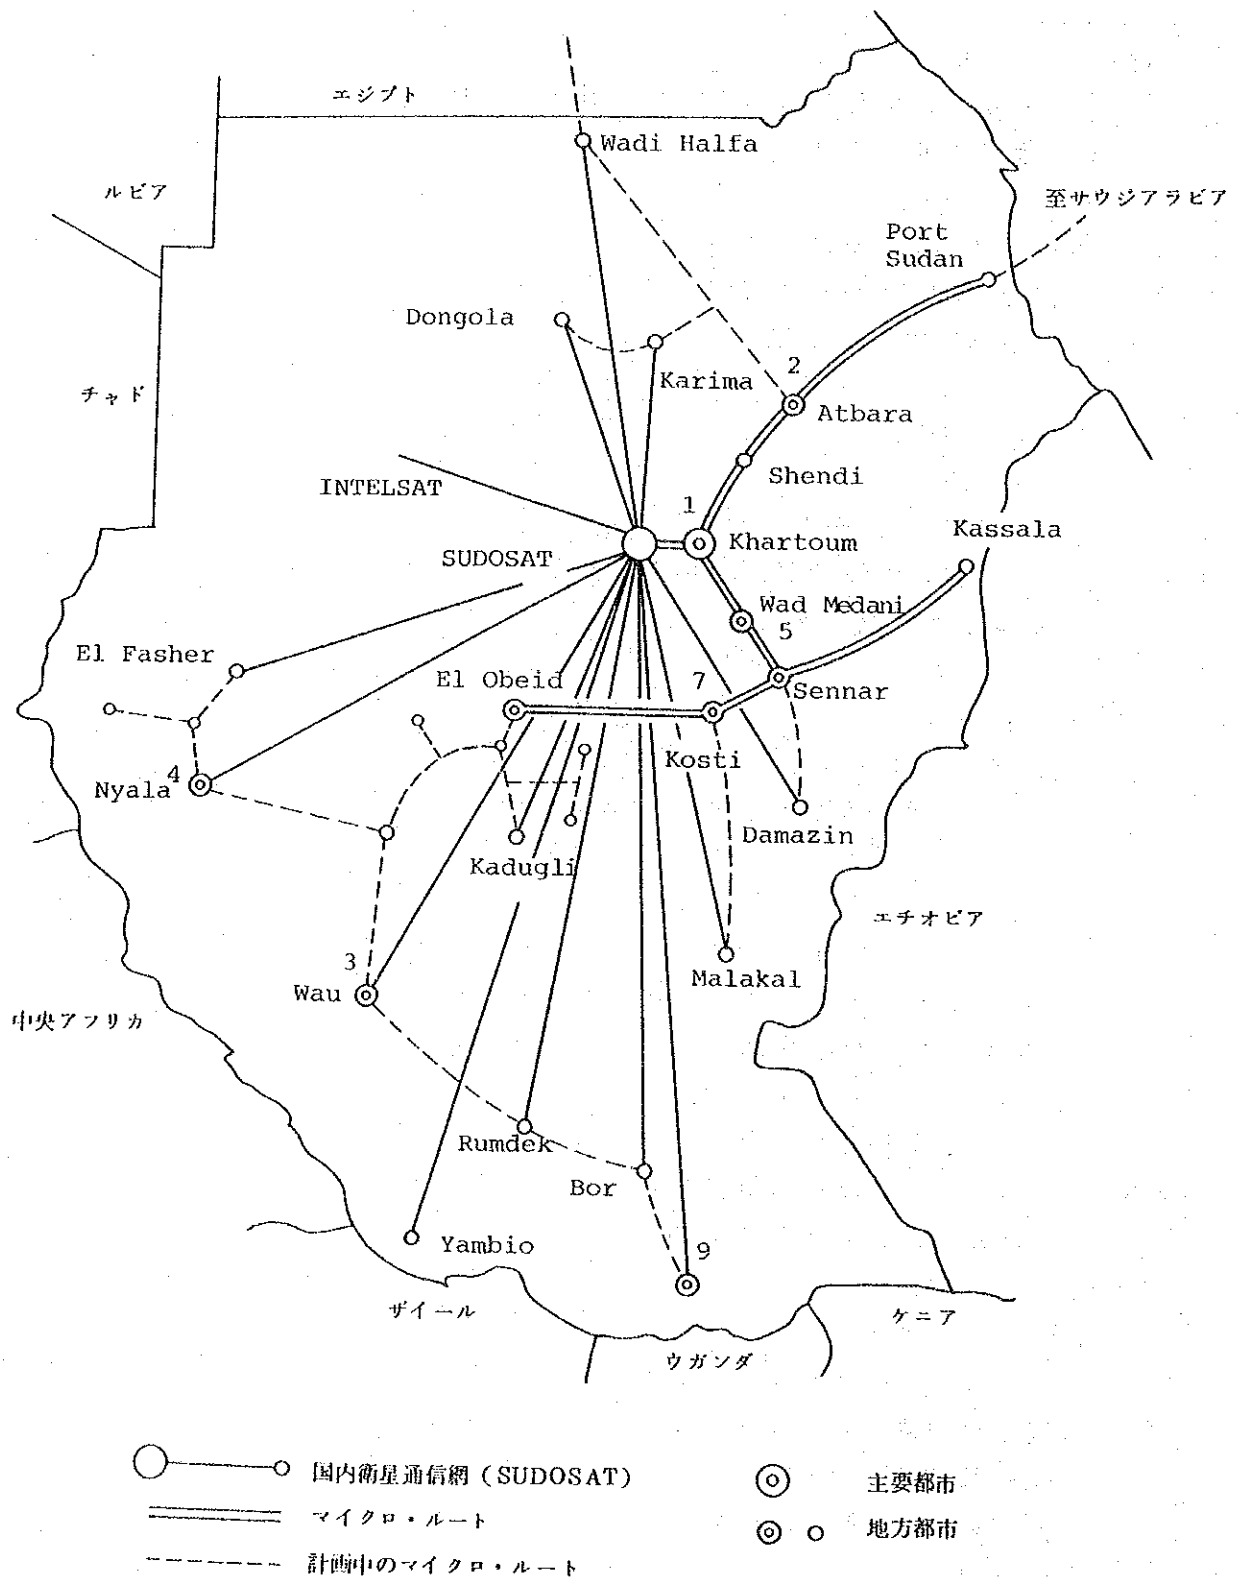 エジプト
Wadi Halfa
ルビア
至サウジアラビア
Port
Sudan
Dongola
2
Karima
チャド
Atbara
INTELSAT
Shendi
1
Kassala
Khartoum
SUDOSAT
Wad Medani
5
El Fasher
El Obeid
7
Sennar
Kosti
4
Nyala
Damazin
Kadugli
エチオピア
3
Malakal
Wau
中央アフリカ
Rumdek
Bor
9
Yambio
ザイール
ケニア
ウガンダ
国内衛星通信網(SUDOSAT)
主要都市
マイクロ・ルート
地方都市
計画中のマイクロ・ルート